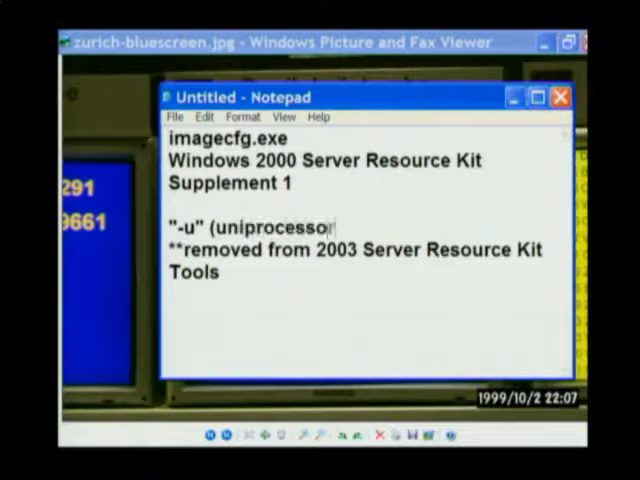 zurich-bluescreen.jpg - Windows Picture and Fax Viewer
Untitled - Notepad
File Edit Format View Help
imagecfg.exe
Windows 2000 Server Resource Kit
Supplement 1
"-u" (uniprocessor
**removed from 2003 Server Resource Kit
Tools
291
9661
1999/10/2 22:07